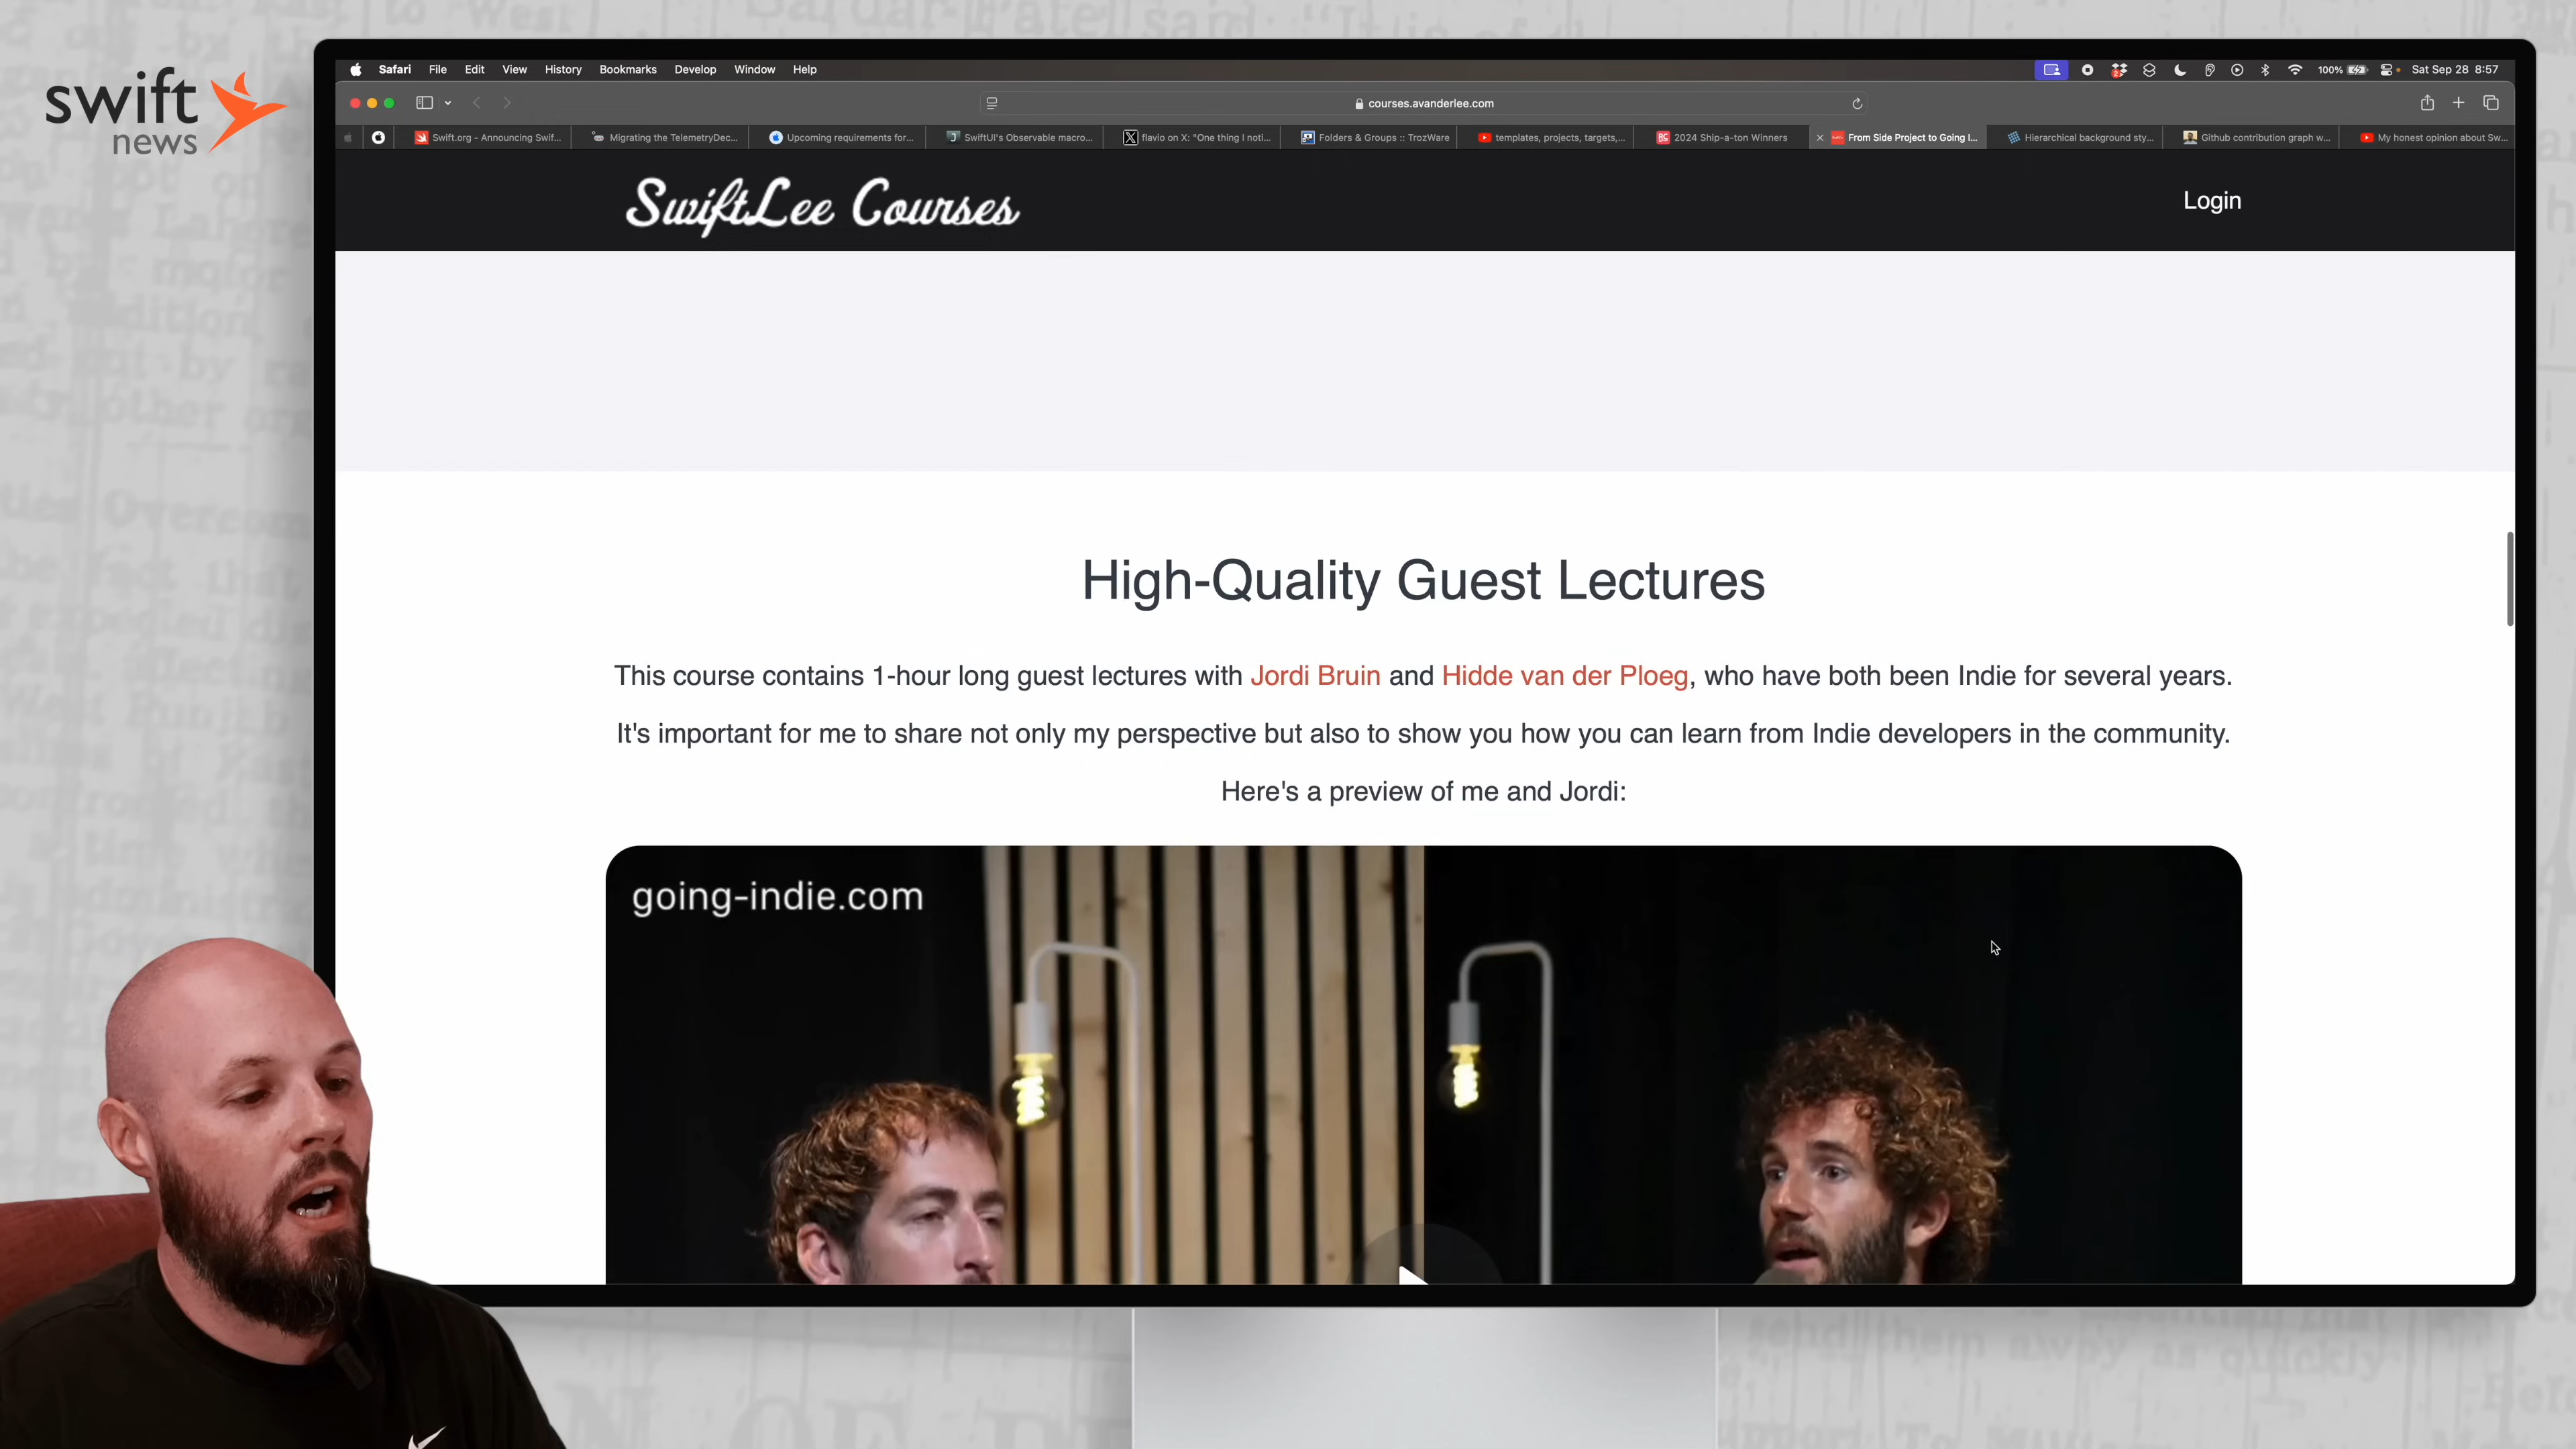 swift
news
Safari File Edit View History Bookmarks Develop Window Help
100% Sat Sep 28 8:57
courses.avanderlee.com
Swift.org - Announcing Swif...
Migrating the TelemetryDec...
Upcoming requirements for...
SwiftUI's Observable macro...
flavio on X: "One thing I noti...
Folders & Groups :: TrozWare
templates, projects, targets,...
2024 Ship-a-ton Winners
From Side Project to Going I...
Hierarchical background sty...
Github contribution graph w...
My honest opinion about Sw...
SwiftLee Courses
Login
High-Quality Guest Lectures
This course contains 1-hour long guest lectures with Jordi Bruin and Hidde van der Ploeg, who have both been Indie for several years.
It's important for me to share not only my perspective but also to show you how you can learn from Indie developers in the community.
Here's a preview of me and Jordi:
going-indie.com